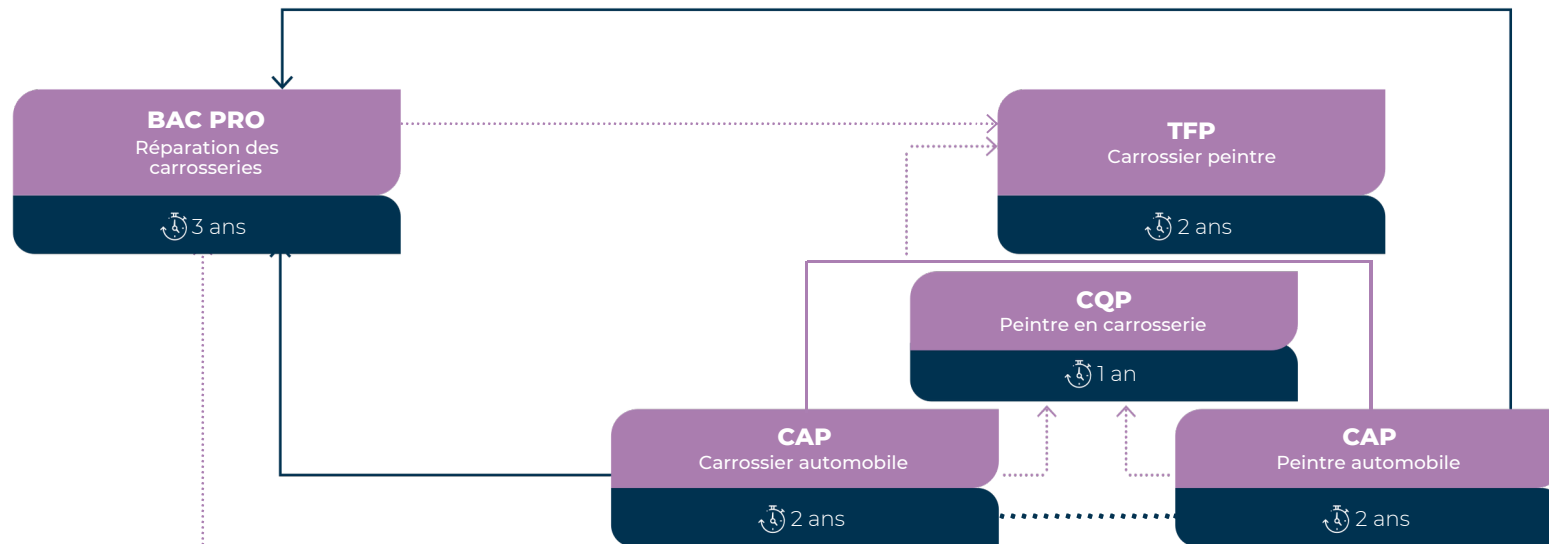 BAC PRO
Réparation des
carrosseries
3 ans
TFP
Carrossier peintre
2 ans
CQP
Peintre en carrosserie
1 an
CAP
Carrossier automobile
2 ans
CAP
Peintre automobile
2 ans